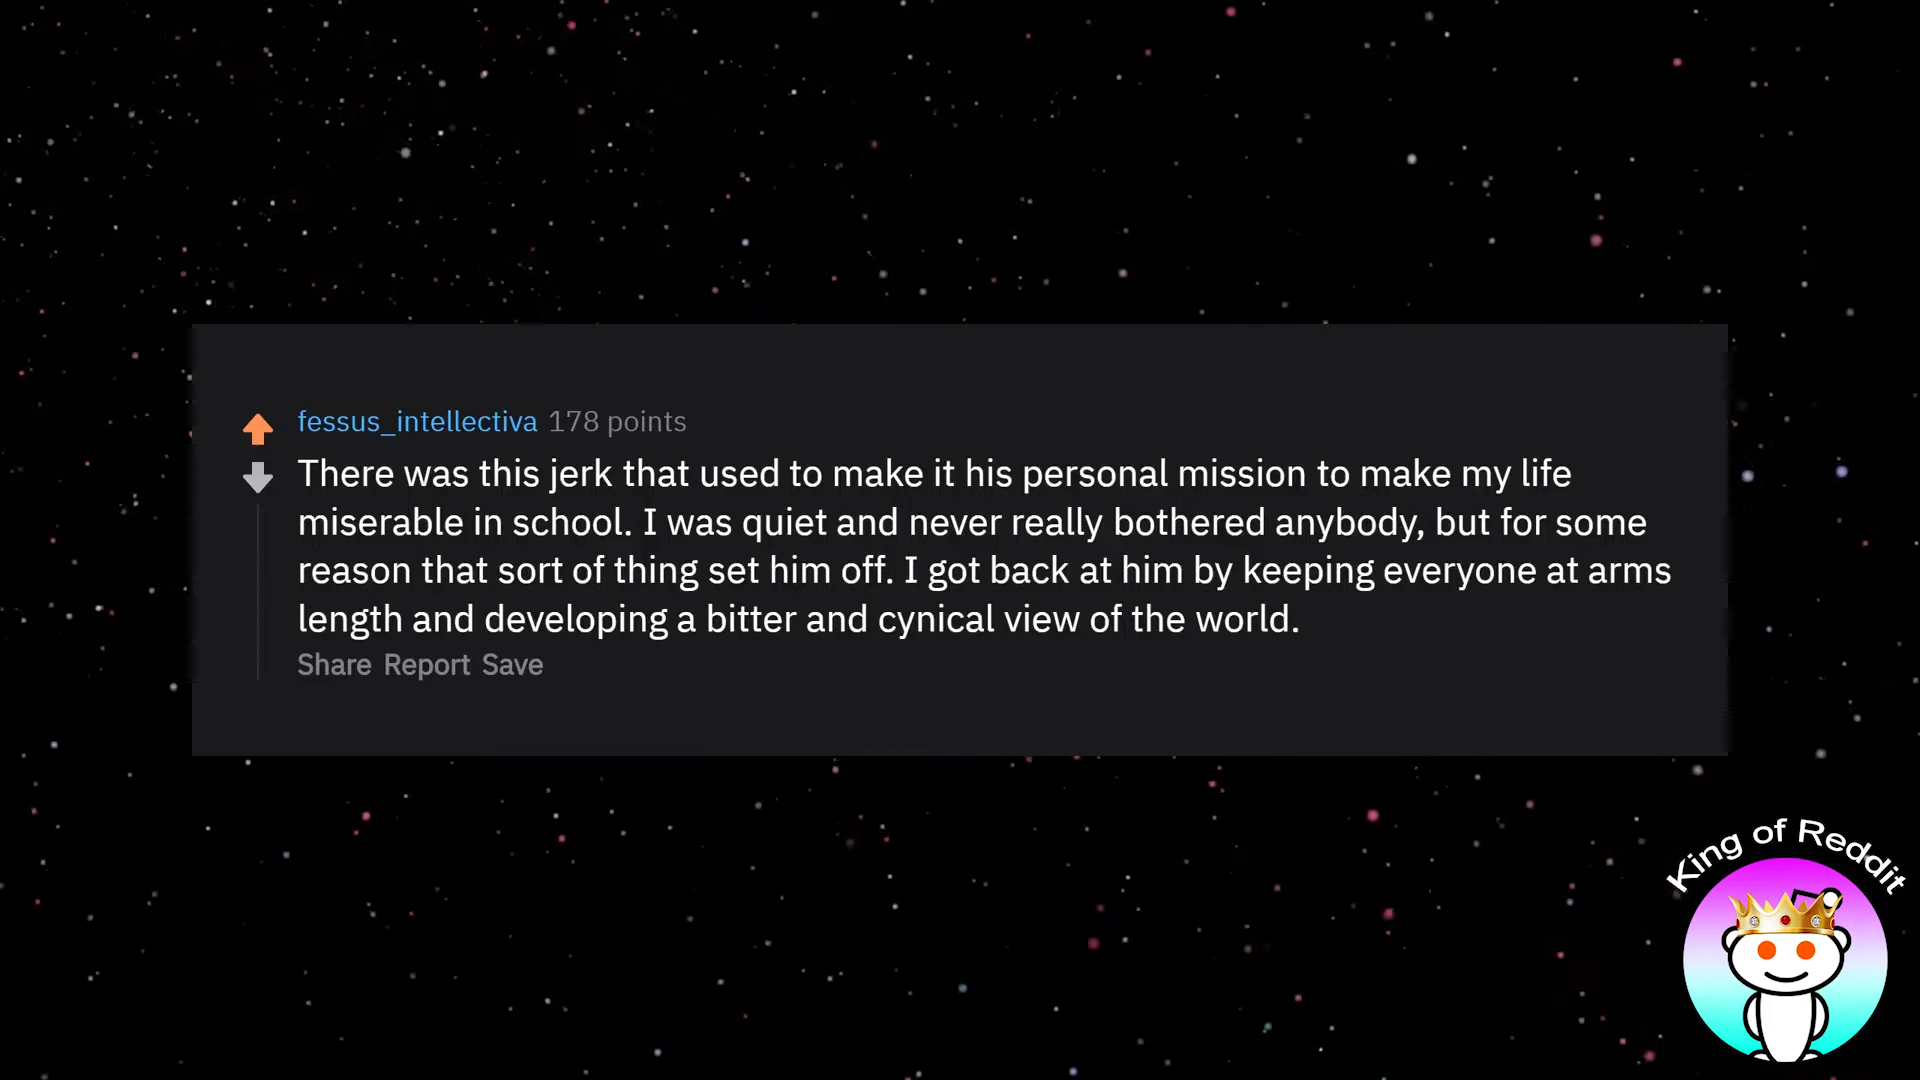 fessus_intellectiva 178 points
There was this jerk that used to make it his personal mission to make my life
miserable in school. I was quiet and never really bothered anybody, but for some
reason that sort of thing set him off. I got back at him by keeping everyone at arms
length and developing a bitter and cynical view of the world.
Share Report Save
King of Reddit